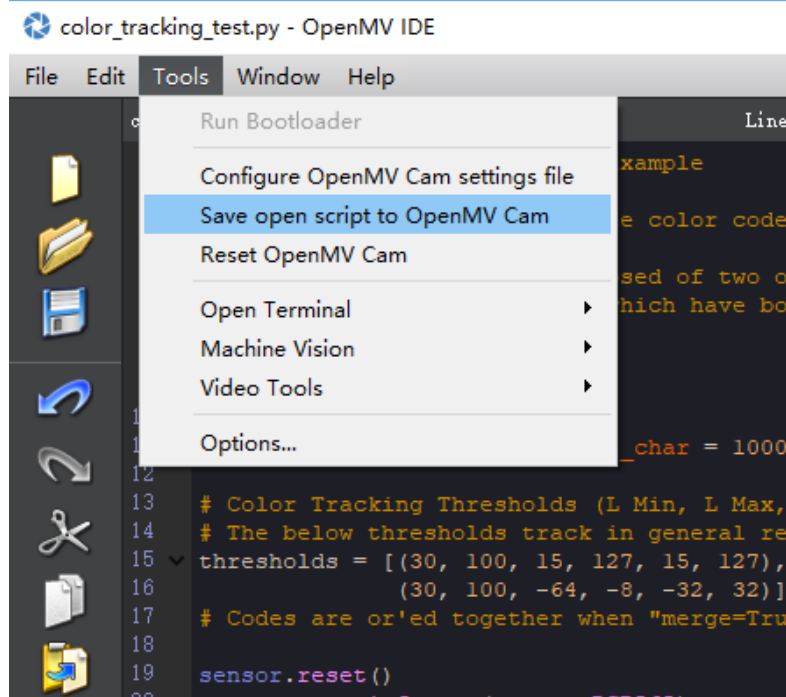 color_tracking_test.py - OpenMV IDE
File Edit Tools Window Help
Line
Run Bootloader
Configure OpenMV Cam settings file
Save open script to OpenMV Cam
Reset OpenMV Cam
Open Terminal
Machine Vision
Video Tools
Options...
xample
e color code
sed of two o
hich have bo
_char = 1000
12
13 # Color Tracking Thresholds (L Min, L Max,
14 # The below thresholds track in general re
15 thresholds = [(30, 100, 15, 127, 15, 127),
16 (30, 100, -64, -8, -32, 32)]
17 # Codes are or'ed together when "merge=Tru
18
19 sensor.reset()